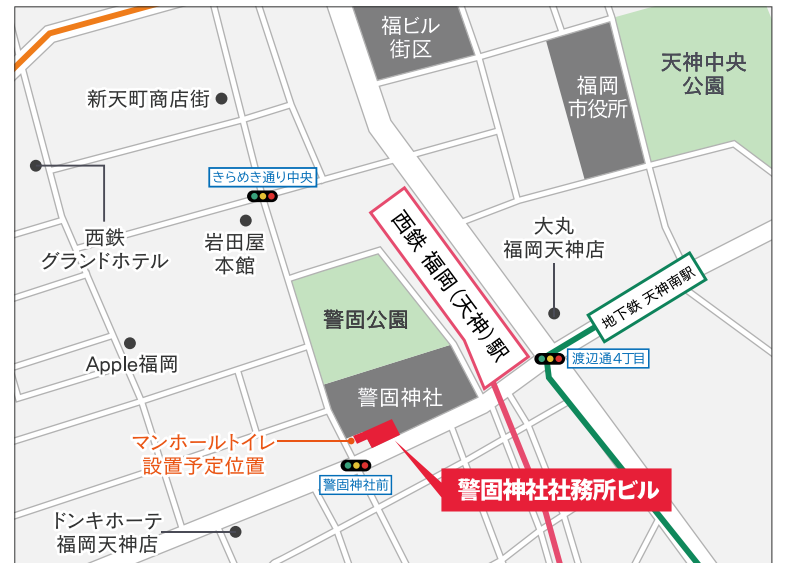 福ビル
街区
天神中央
公園
福岡
市役所
新天町商店街
きらめき通り中央
西鉄
グランドホテル
岩田屋
本館
大丸
福岡天神店
西鉄 福岡(天神)駅
地下鉄 天神南駅
警固公園
渡辺通4丁目
Apple福岡
警固神社
マンホールトイレ
設置予定位置
警固神社前
警固神社社務所ビル
ドンキホーテ
福岡天神店